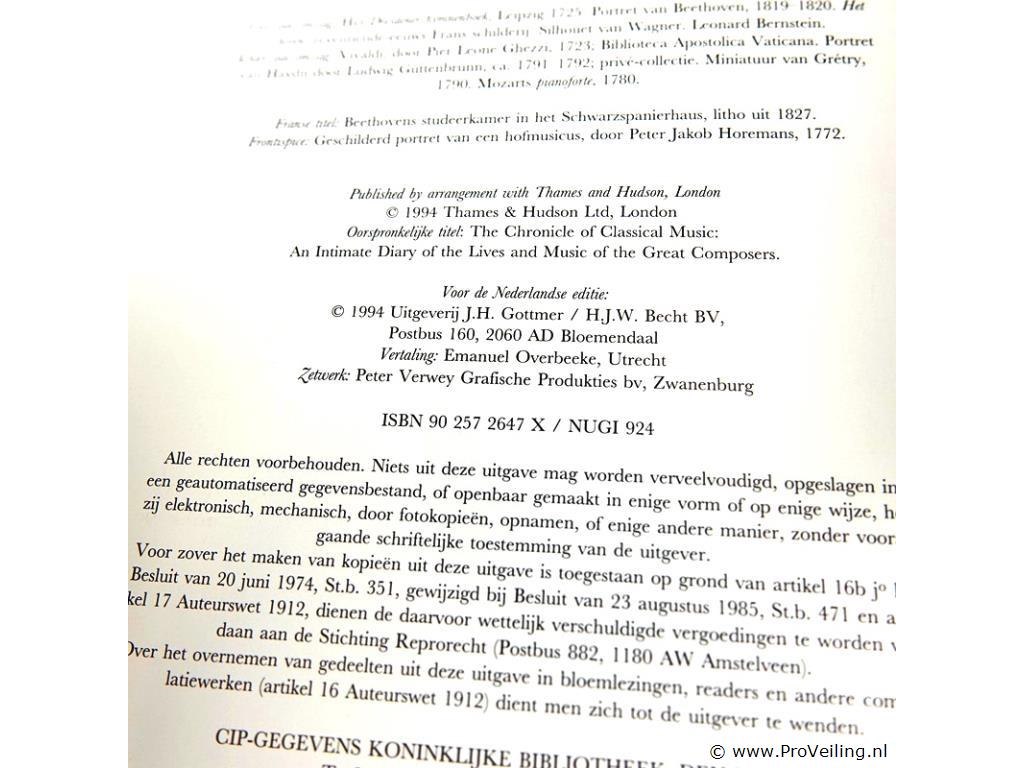 Het Dresdener Kommenboek, Leipzig 1725. Portret van Beethoven, 1819-1820. Het
Frans schilderij. Silhouet van Wagner. Leonard Bernstein.
Vivaldi, door Pier Leone Ghezzi, 1723; Biblioteca Apostolica Vaticana. Portret
van Haydn door Ludwig Guttenbrunn, ca. 1791-1792; privé-collectie. Miniatuur van Grétry,
1790. Mozarts pianoforte, 1780.
Franse titel: Beethovens studeerkamer in het Schwarzspanierhaus, litho uit 1827.
Frontispice: Geschilderd portret van een hofmusicus, door Peter Jakob Horemans, 1772.
Published by arrangement with Thames and Hudson, London
© 1994 Thames & Hudson Ltd, London
Oorspronkelijke titel: The Chronicle of Classical Music:
An Intimate Diary of the Lives and Music of the Great Composers.
Voor de Nederlandse editie:
© 1994 Uitgeverij J.H. Gottmer / H.J.W. Becht BV,
Postbus 160, 2060 AD Bloemendaal
Vertaling: Emanuel Overbeeke, Utrecht
Zetwerk: Peter Verwey Grafische Produkties bv, Zwanenburg
ISBN 90 257 2647 X / NUGI 924
Alle rechten voorbehouden. Niets uit deze uitgave mag worden verveelvoudigd, opgeslagen in
een geautomatiseerd gegevensbestand, of openbaar gemaakt in enige vorm of op enige wijze, h
zij elektronisch, mechanisch, door fotokopieën, opnamen, of enige andere manier, zonder voor
gaande schriftelijke toestemming van de uitgever.
Voor zover het maken van kopieën uit deze uitgave is toegestaan op grond van artikel 16b jº
Besluit van 20 juni 1974, St.b. 351, gewijzigd bij Besluit van 23 augustus 1985, St.b. 471 en a
kel 17 Auteurswet 1912, dienen de daarvoor wettelijk verschuldigde vergoedingen te worden v
daan aan de Stichting Reprorecht (Postbus 882, 1180 AW Amstelveen).
Over het overnemen van gedeelten uit deze uitgave in bloemlezingen, readers en andere com
latiewerken (artikel 16 Auteurswet 1912) dient men zich tot de uitgever te wenden.
CIP-GEGEVENS KONINKLIJKE BIBLIOTHEEK, DEN
© www.ProVeiling.nl